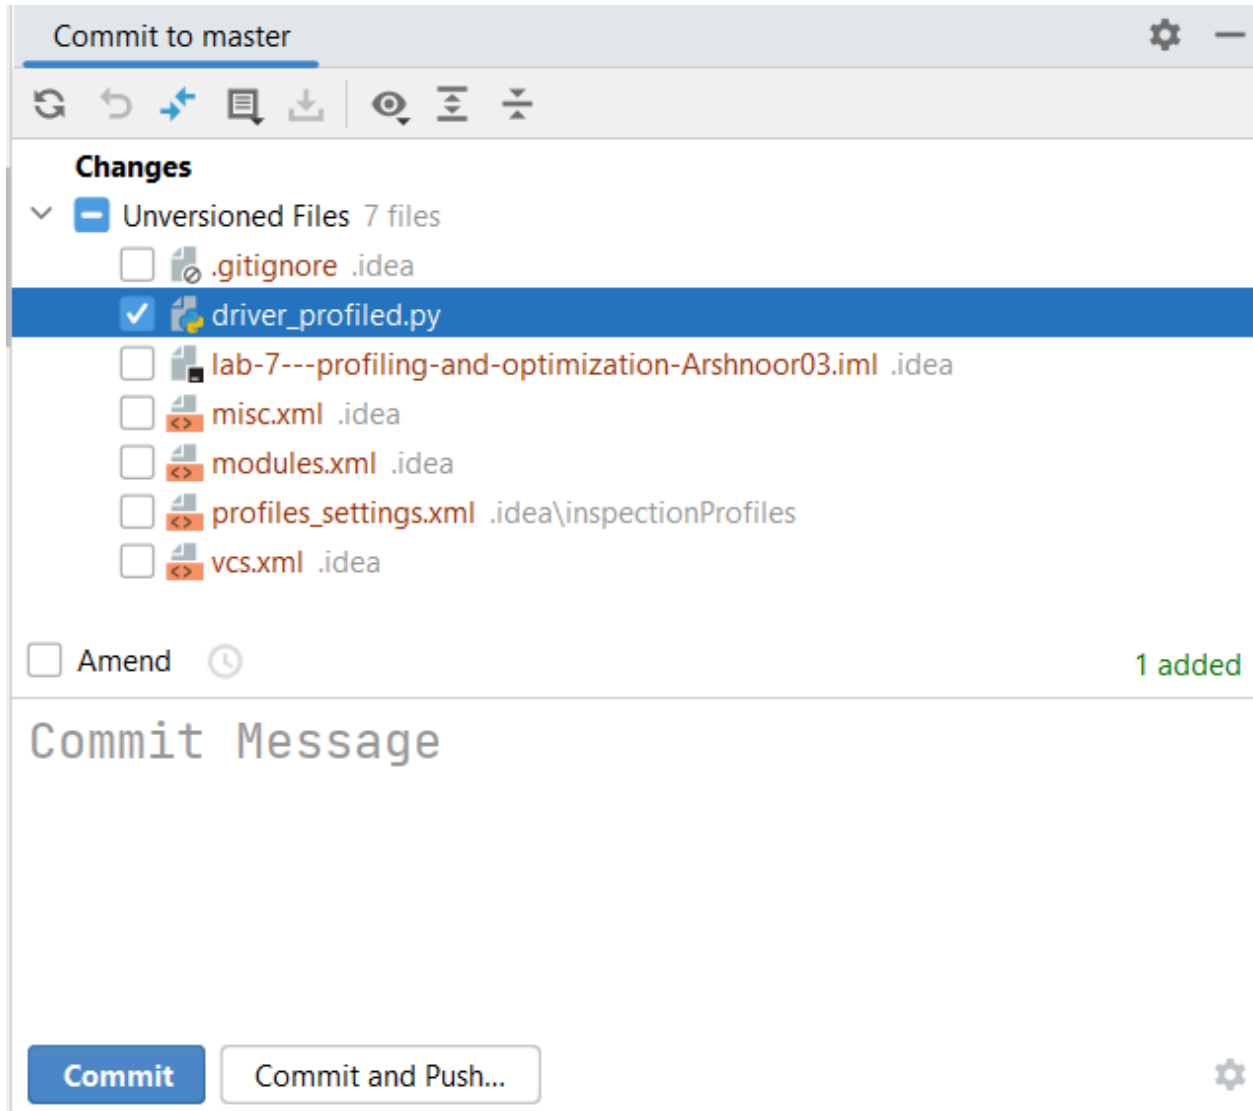 Commit to master
Changes
Unversioned Files 7 files
.gitignore .idea
driver_profiled.py
lab-7---profiling-and-optimization-Arshnoor03.iml .idea
misc.xml .idea
modules.xml .idea
profiles_settings.xml .idea\inspectionProfiles
vcs.xml .idea
Amend 1 added
Commit Message
Commit Commit and Push...